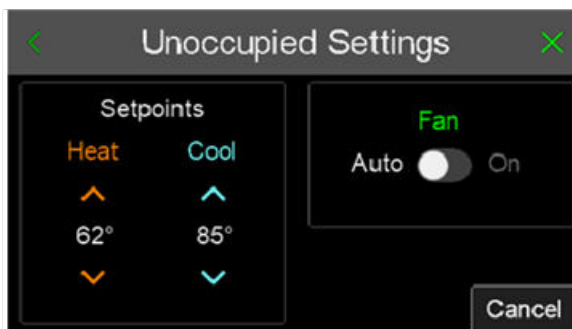 Unoccupied Settings
Setpoints
Heat Cool
62° 85°
Fan
Auto On
Cancel